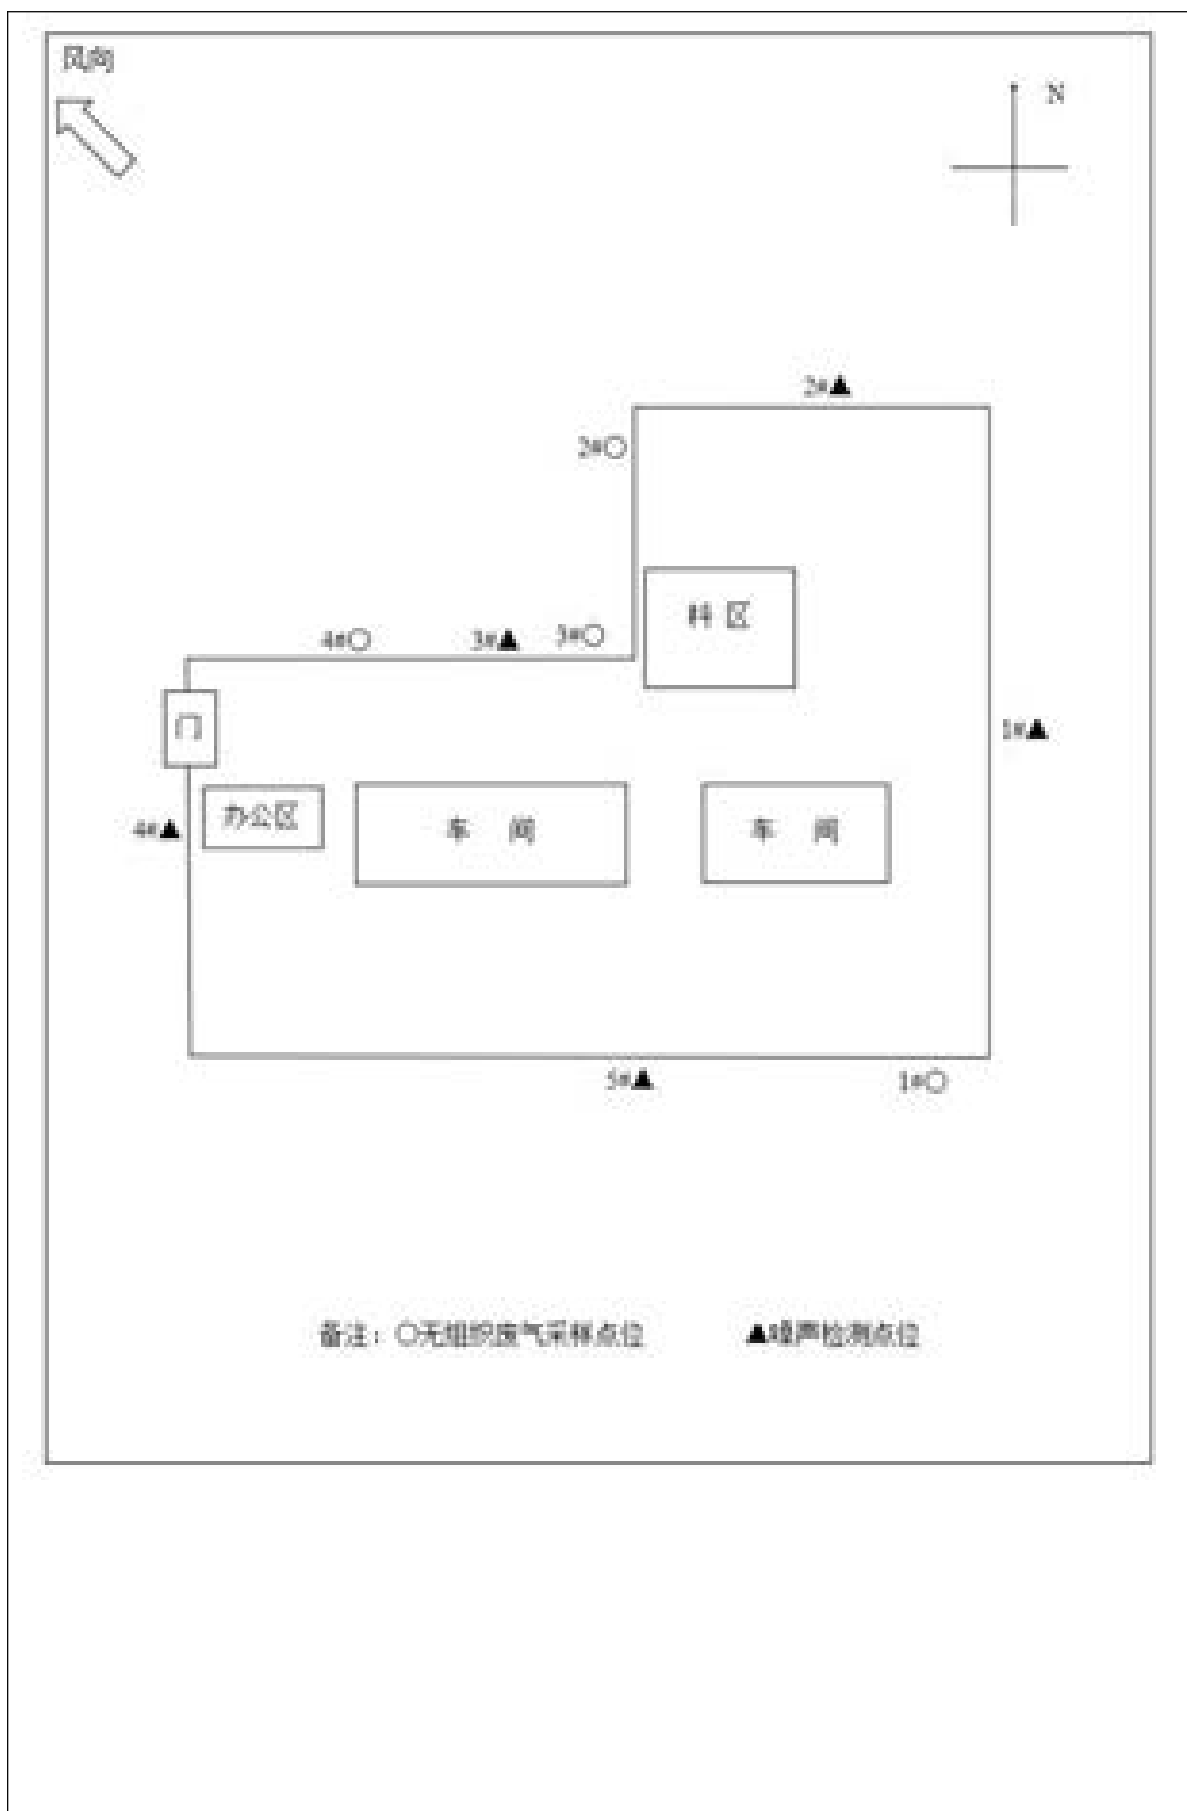 风向
N
2#▲
2#○
料 区
4#○
3#▲
3#○
门
1#▲
办公区
车 间
车 间
4#▲
5#▲
1#○
备注：○无组织废气采样点位 ▲噪声检测点位